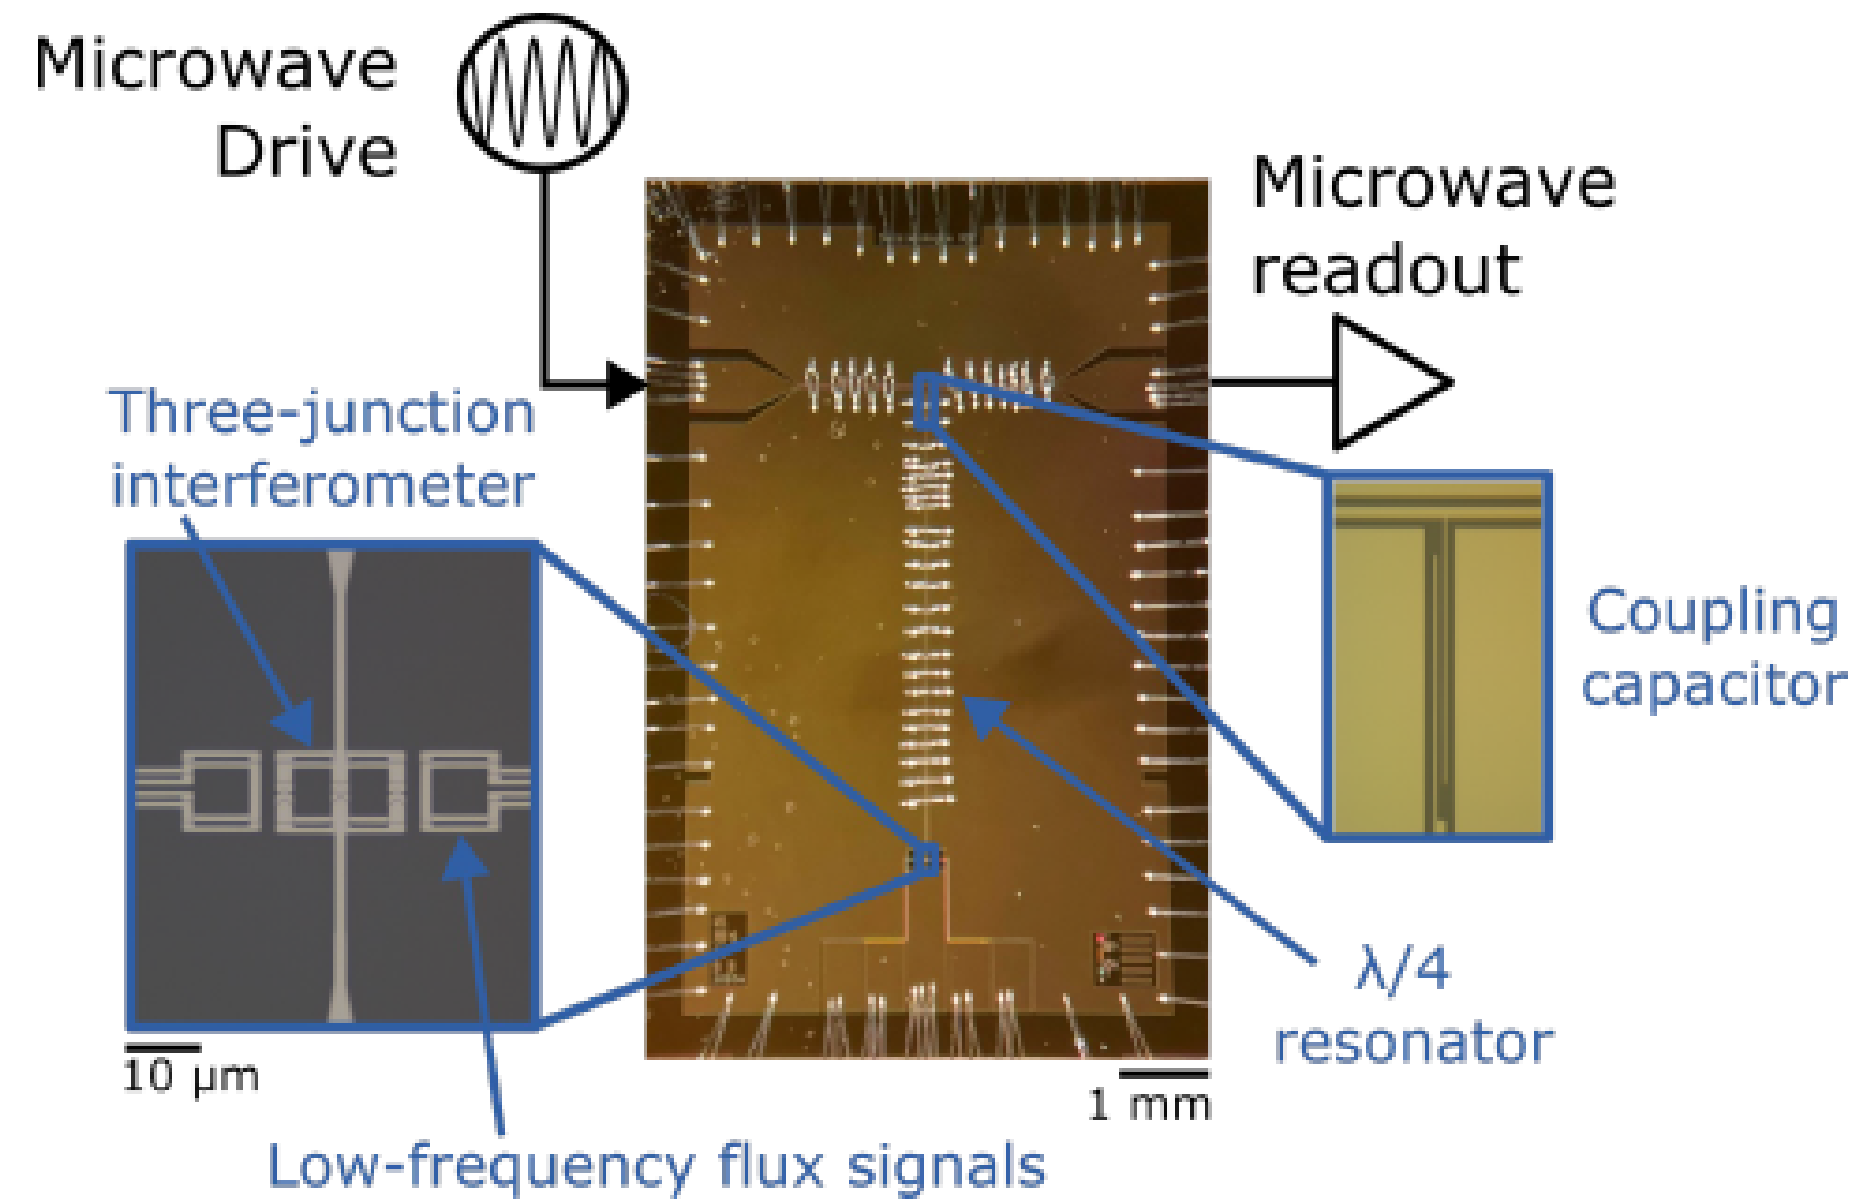 Microwave
Drive
Microwave
readout
Three-junction
interferometer
Coupling
capacitor
λ/4
resonator
10 μm
1 mm
Low-frequency flux signals